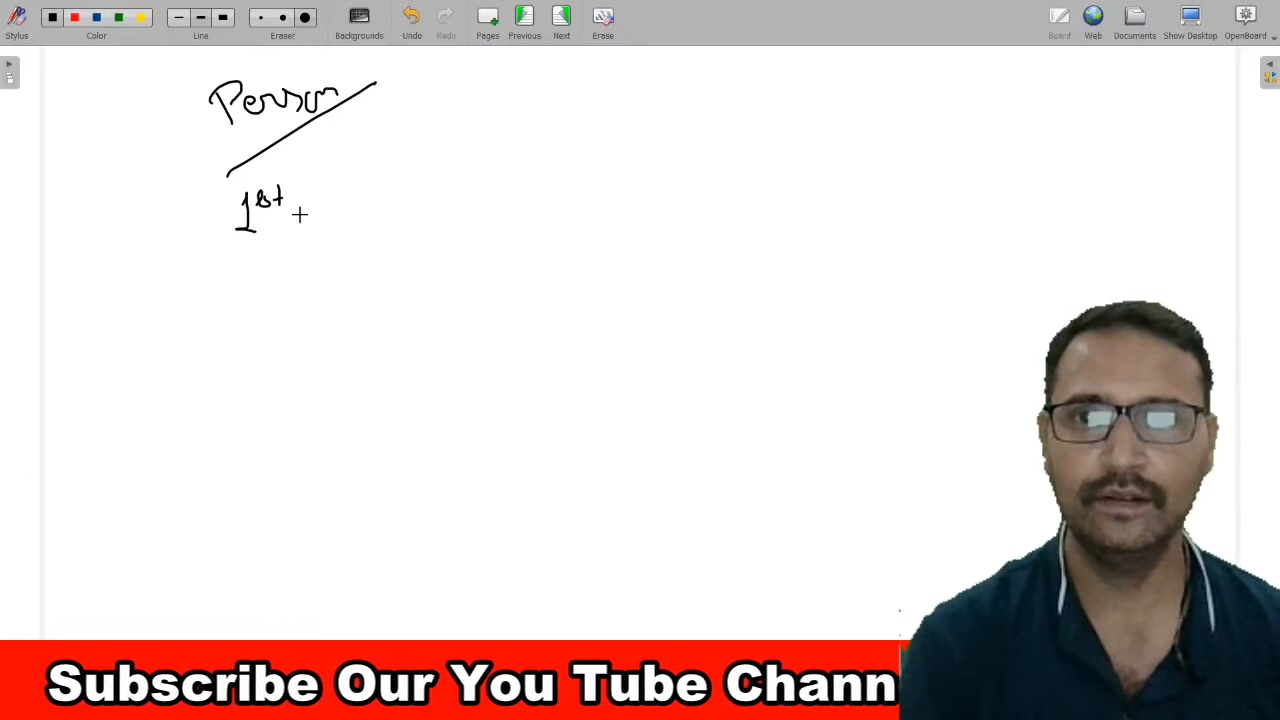 Stylus
Color
Line
Eraser
Backgrounds
Undo
Redo
Pages
Previous
Next
Erase
Board
Web
Documents
Show Desktop
OpenBoard
Person
1st
Subscribe Our You Tube Chann